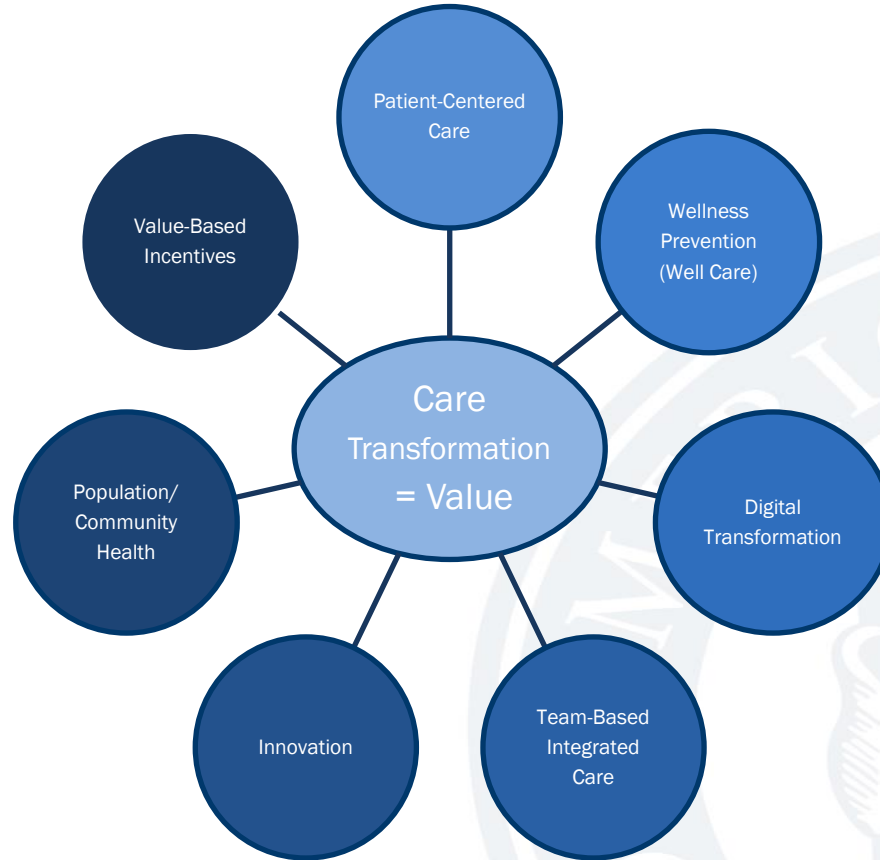 Patient-Centered
Care
Wellness
Prevention
(Well Care)
Digital
Transformation
Team-Based
Integrated
Care
Innovation
Population/
Community
Health
Value-Based
Incentives
Care
Transformation
= Value